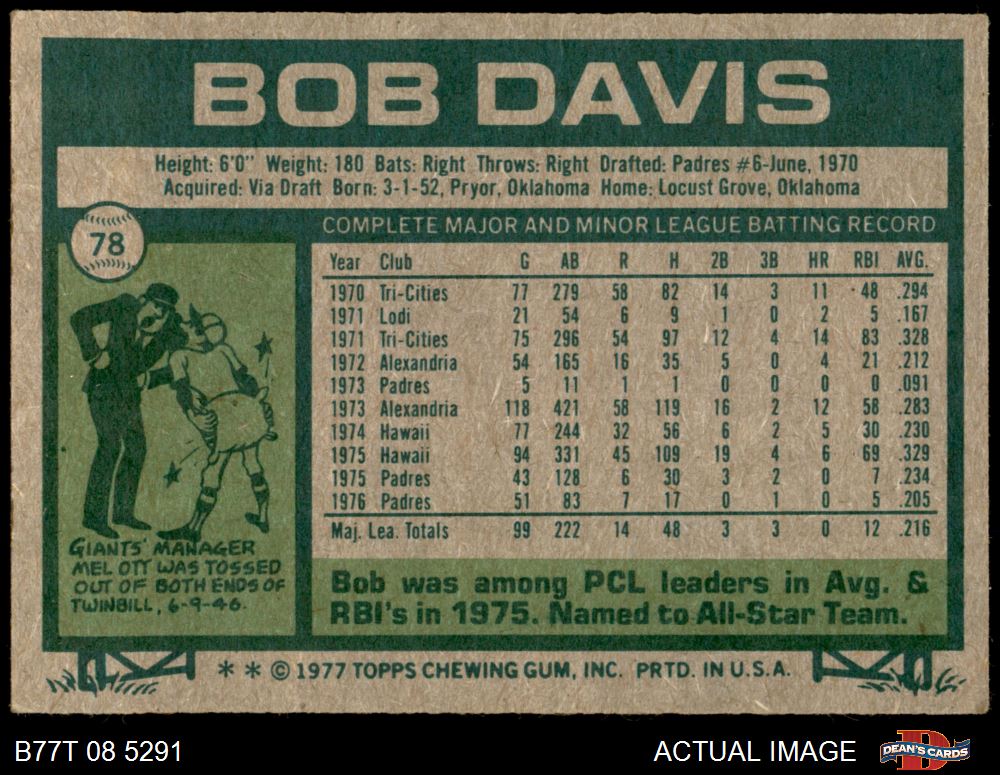 BOB DAVIS
Height: 6'0" Weight: 180 Bats: Right Throws: Right Drafted: Padres #6-June, 1970
Acquired: Via Draft Born: 3-1-52, Pryor, Oklahoma Home: Locust Grove, Oklahoma
78
COMPLETE MAJOR AND MINOR LEAGUE BATTING RECORD
Year Club G AB R H 2B 3B HR RBI AVG.
1970 Tri-Cities 77 279 58 82 14 3 11 48 .294
1971 Lodi 21 54 6 9 1 0 2 5 .167
1971 Tri-Cities 75 296 54 97 12 4 14 83 .328
1972 Alexandria 54 165 16 35 5 0 4 21 .212
1973 Padres 5 11 1 1 0 0 0 0 .091
1973 Alexandria 118 421 58 119 16 2 12 58 .283
1974 Hawaii 77 244 32 56 6 2 5 30 .230
1975 Hawaii 94 331 45 109 19 4 6 69 .329
1975 Padres 43 128 6 30 3 2 0 7 .234
1976 Padres 51 83 7 17 0 1 0 5 .205
Maj. Lea. Totals 99 222 14 48 3 3 0 12 .216
GIANTS' MANAGER
MEL OTT WAS TOSSED
OUT OF BOTH ENDS OF
TWINBILL, 6-9-46.
Bob was among PCL leaders in Avg. &
RBI's in 1975. Named to All-Star Team.
* * © 1977 TOPPS CHEWING GUM, INC. PRTD. IN U.S.A.
B77T 08 5291
ACTUAL IMAGE
D
DEAN'S CARDS